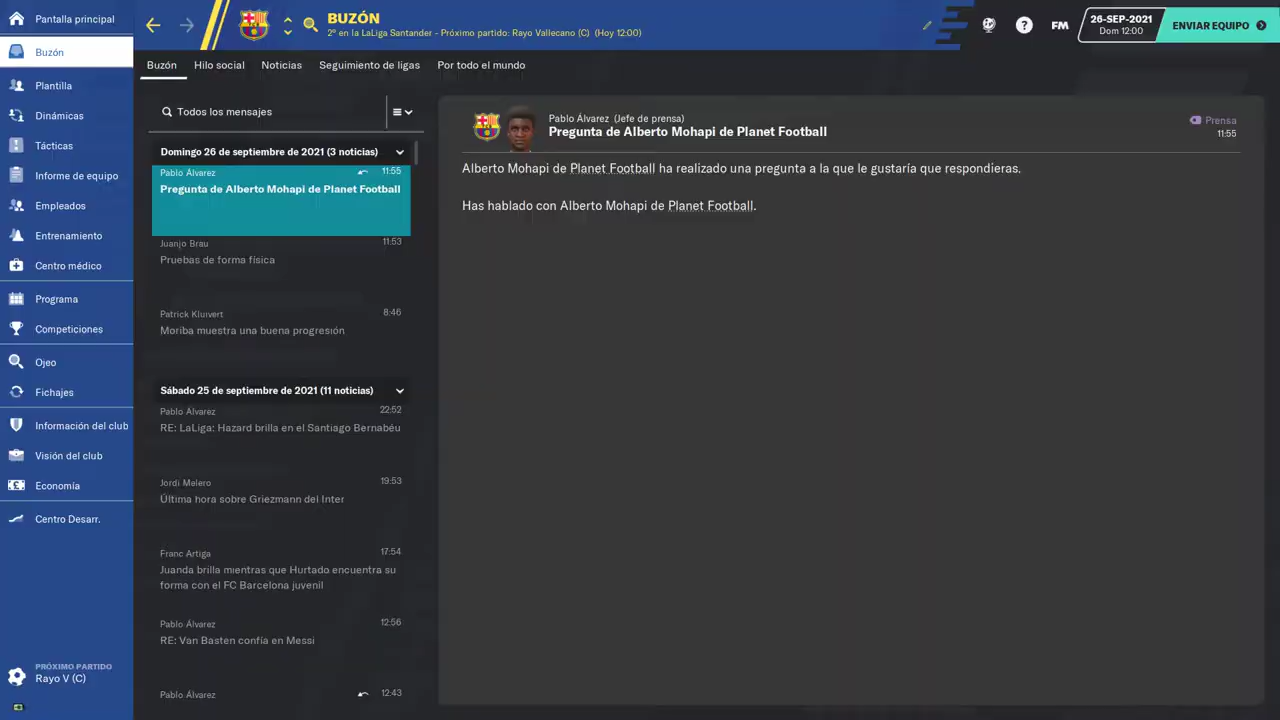 Pantalla principal
Buzón
Plantilla
Dinámicas
Tácticas
Informe de equipo
Empleados
Entrenamiento
Centro médico
Programa
Competiciones
Ojeo
Fichajes
Información del club
Visión del club
Economía
Centro Desarr.
PRÓXIMO PARTIDO
Rayo V (C)
BUZÓN
2º en la LaLiga Santander - Próximo partido: Rayo Vallecano (C) (Hoy 12:00)
FM
26-SEP-2021
Dom 12:00
ENVIAR EQUIPO
Buzón Hilo social Noticias Seguimiento de ligas Por todo el mundo
Todos los mensajes
Domingo 26 de septiembre de 2021 (3 noticias)
Pablo Álvarez 11:55
Pregunta de Alberto Mohapi de Planet Football
Juanjo Brau 11:53
Pruebas de forma física
Patrick Kluivert 8:46
Moriba muestra una buena progresión
Sábado 25 de septiembre de 2021 (11 noticias)
Pablo Álvarez 22:52
RE: LaLiga: Hazard brilla en el Santiago Bernabéu
Jordi Melero 19:53
Última hora sobre Griezmann del Inter
Franc Artiga 17:54
Juanda brilla mientras que Hurtado encuentra su
forma con el FC Barcelona juvenil
Pablo Álvarez 12:56
RE: Van Basten confía en Messi
Pablo Álvarez 12:43
Pablo Álvarez (Jefe de prensa)
Pregunta de Alberto Mohapi de Planet Football
Prensa
11:55
Alberto Mohapi de Planet Football ha realizado una pregunta a la que le gustaría que respondieras.
Has hablado con Alberto Mohapi de Planet Football.